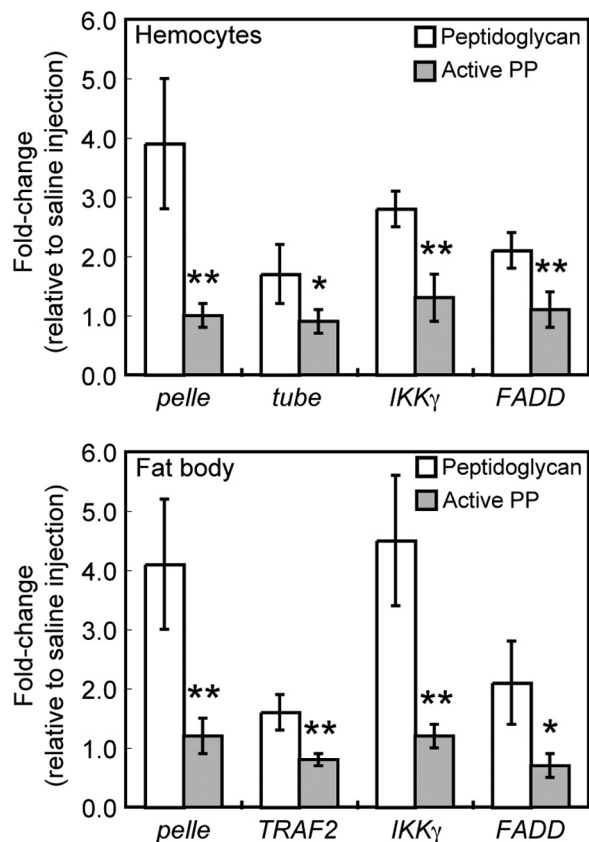 Hemocytes
Peptidoglycan
Active PP
Fold-change
(relative to saline injection)
6.0
5.0
4.0
3.0
2.0
1.0
0.0
** * ** **
pelle tube IKKγ FADD
Fat body
Peptidoglycan
Active PP
Fold-change
(relative to saline injection)
6.0
5.0
4.0
3.0
2.0
1.0
0.0
** ** ** *
pelle TRAF2 IKKγ FADD